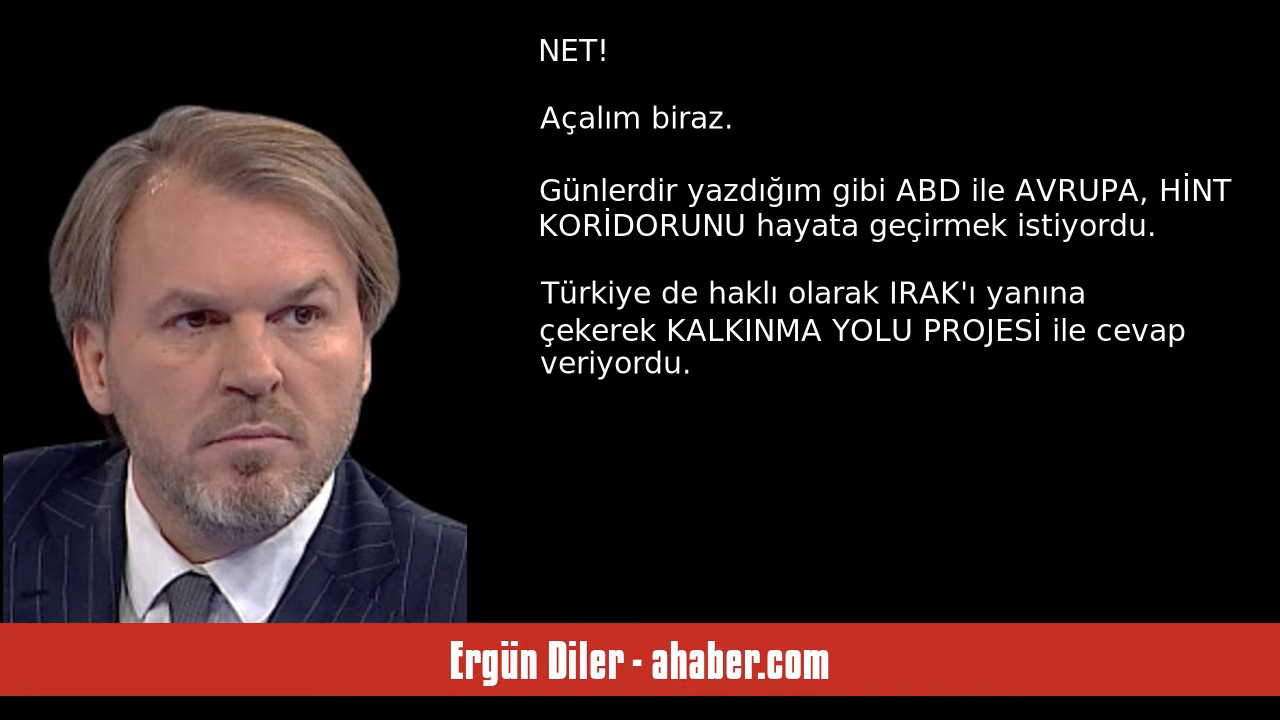 NET!
Açalım biraz.
Günlerdir yazdığım gibi ABD ile AVRUPA, HİNT
KORİDORUNU hayata geçirmek istiyordu.
Türkiye de haklı olarak IRAK'ı yanına
çekerek KALKINMA YOLU PROJESİ ile cevap
veriyordu.
Ergün Diler - ahaber.com